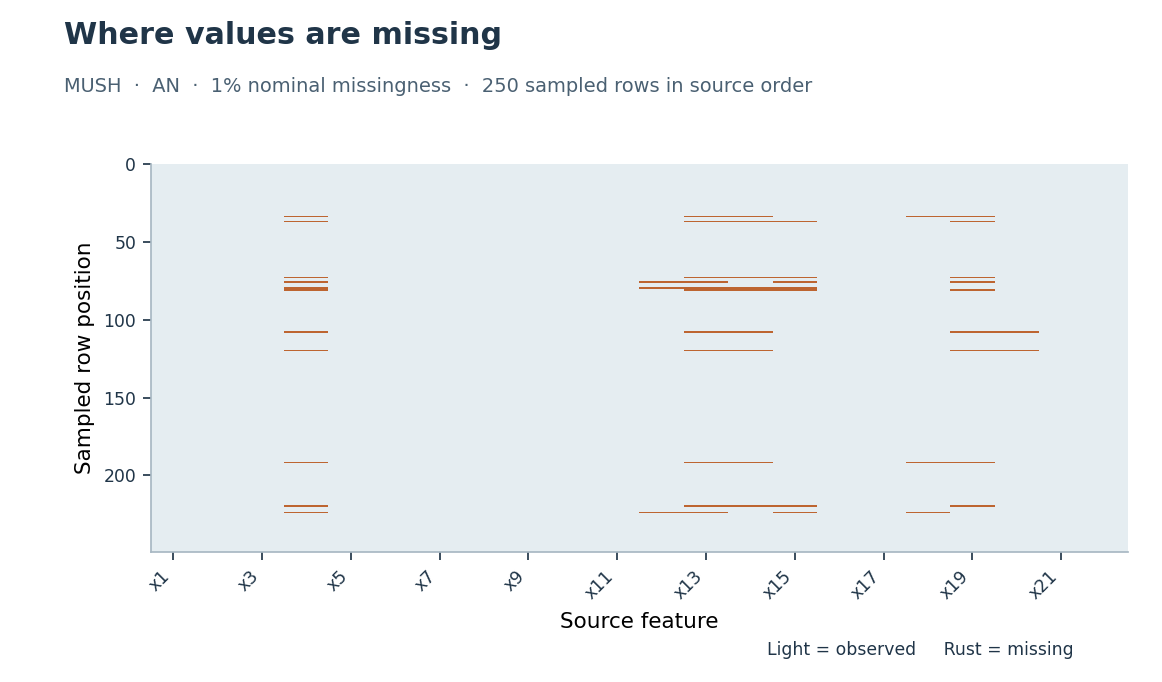 Where values are missing
MUSH · AN · 1% nominal missingness · 250 sampled rows in source order
Sampled row position
0
50
100
150
200
x1 x3 x5 x7 x9 x11 x13 x15 x17 x19 x21
Source feature
Light = observed Rust = missing